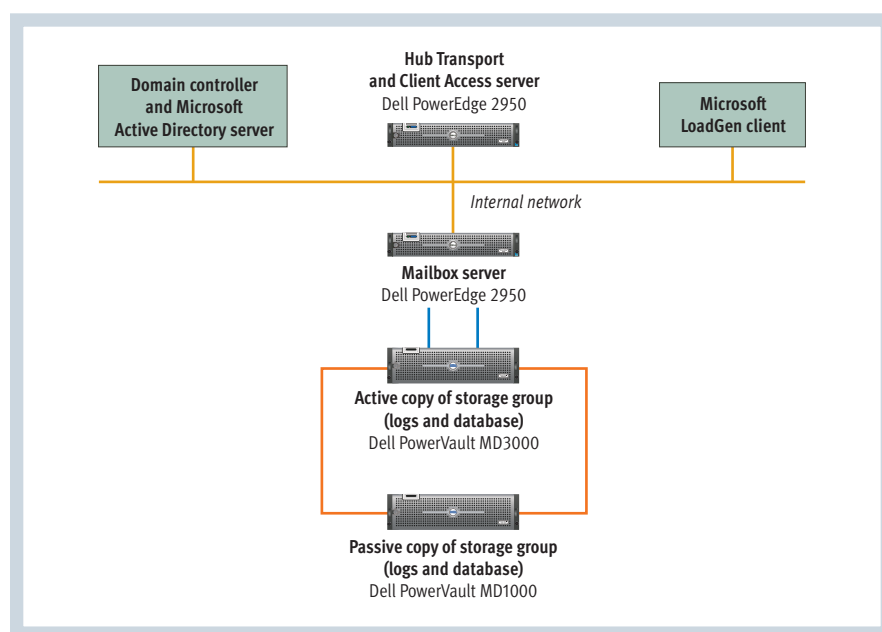 Hub Transport
and Client Access server
Dell PowerEdge 2950
Domain controller
and Microsoft
Active Directory server
Microsoft
LoadGen client
Internal network
Mailbox server
Dell PowerEdge 2950
Active copy of storage group
(logs and database)
Dell PowerVault MD3000
Passive copy of storage group
(logs and database)
Dell PowerVault MD1000